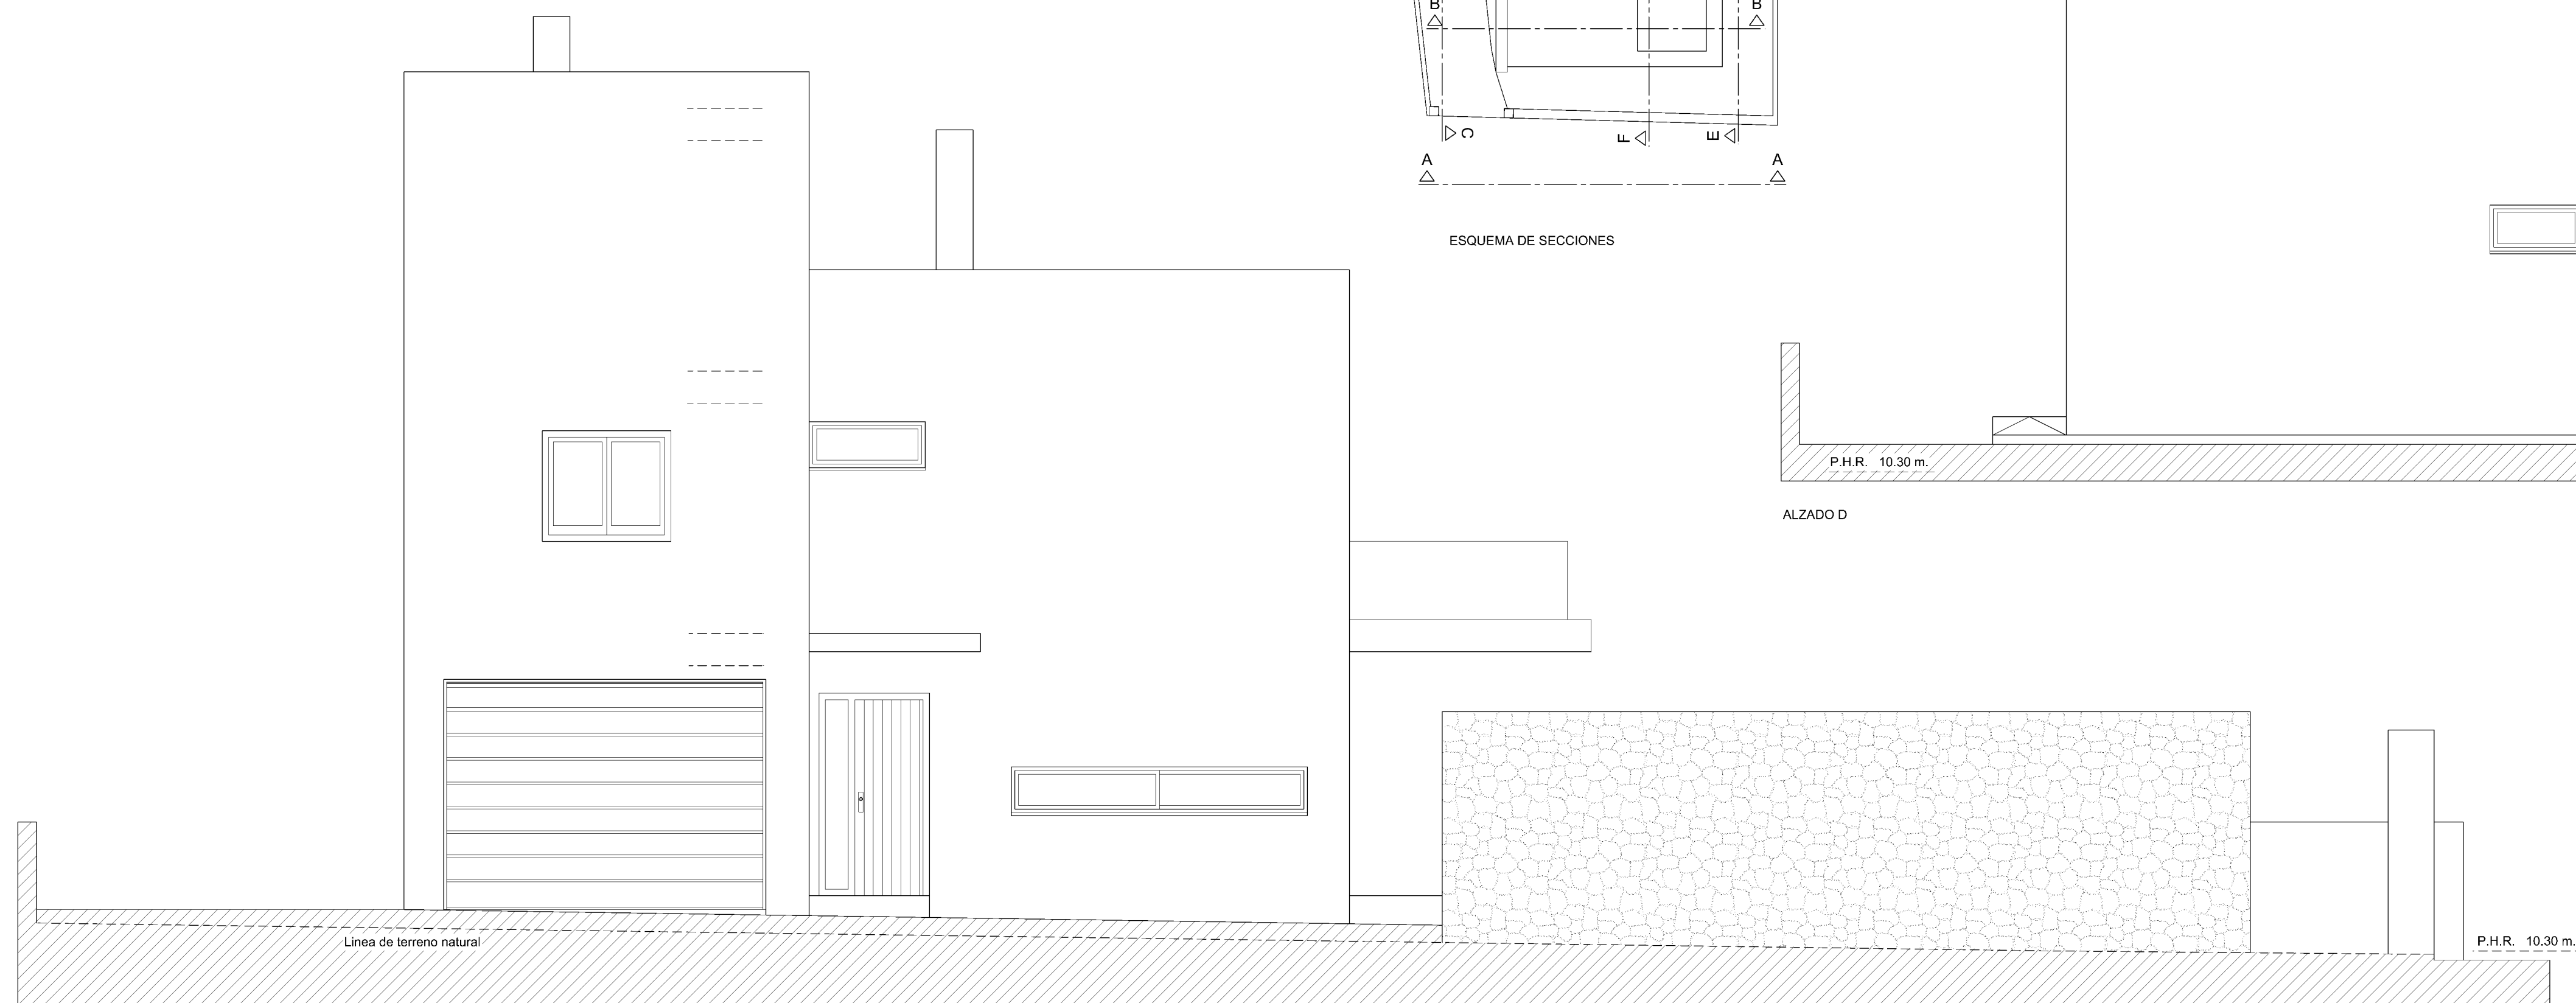 B B
C F E
A A
ESQUEMA DE SECCIONES
P.H.R. 10.30 m.
ALZADO D
Linea de terreno natural
P.H.R. 10.30 m.